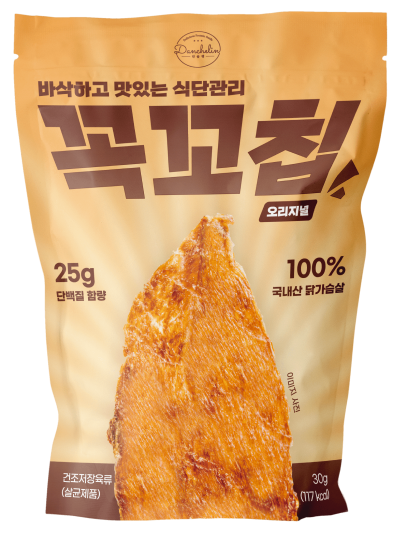 Danchelin
바삭하고 맛있는 식단관리
꼭꼬칩!
오리지널
25g
단백질 함량
100%
국내산 닭가슴살
이미지 사진
건조저장육류
(살균제품)
30g
(117 kcal)